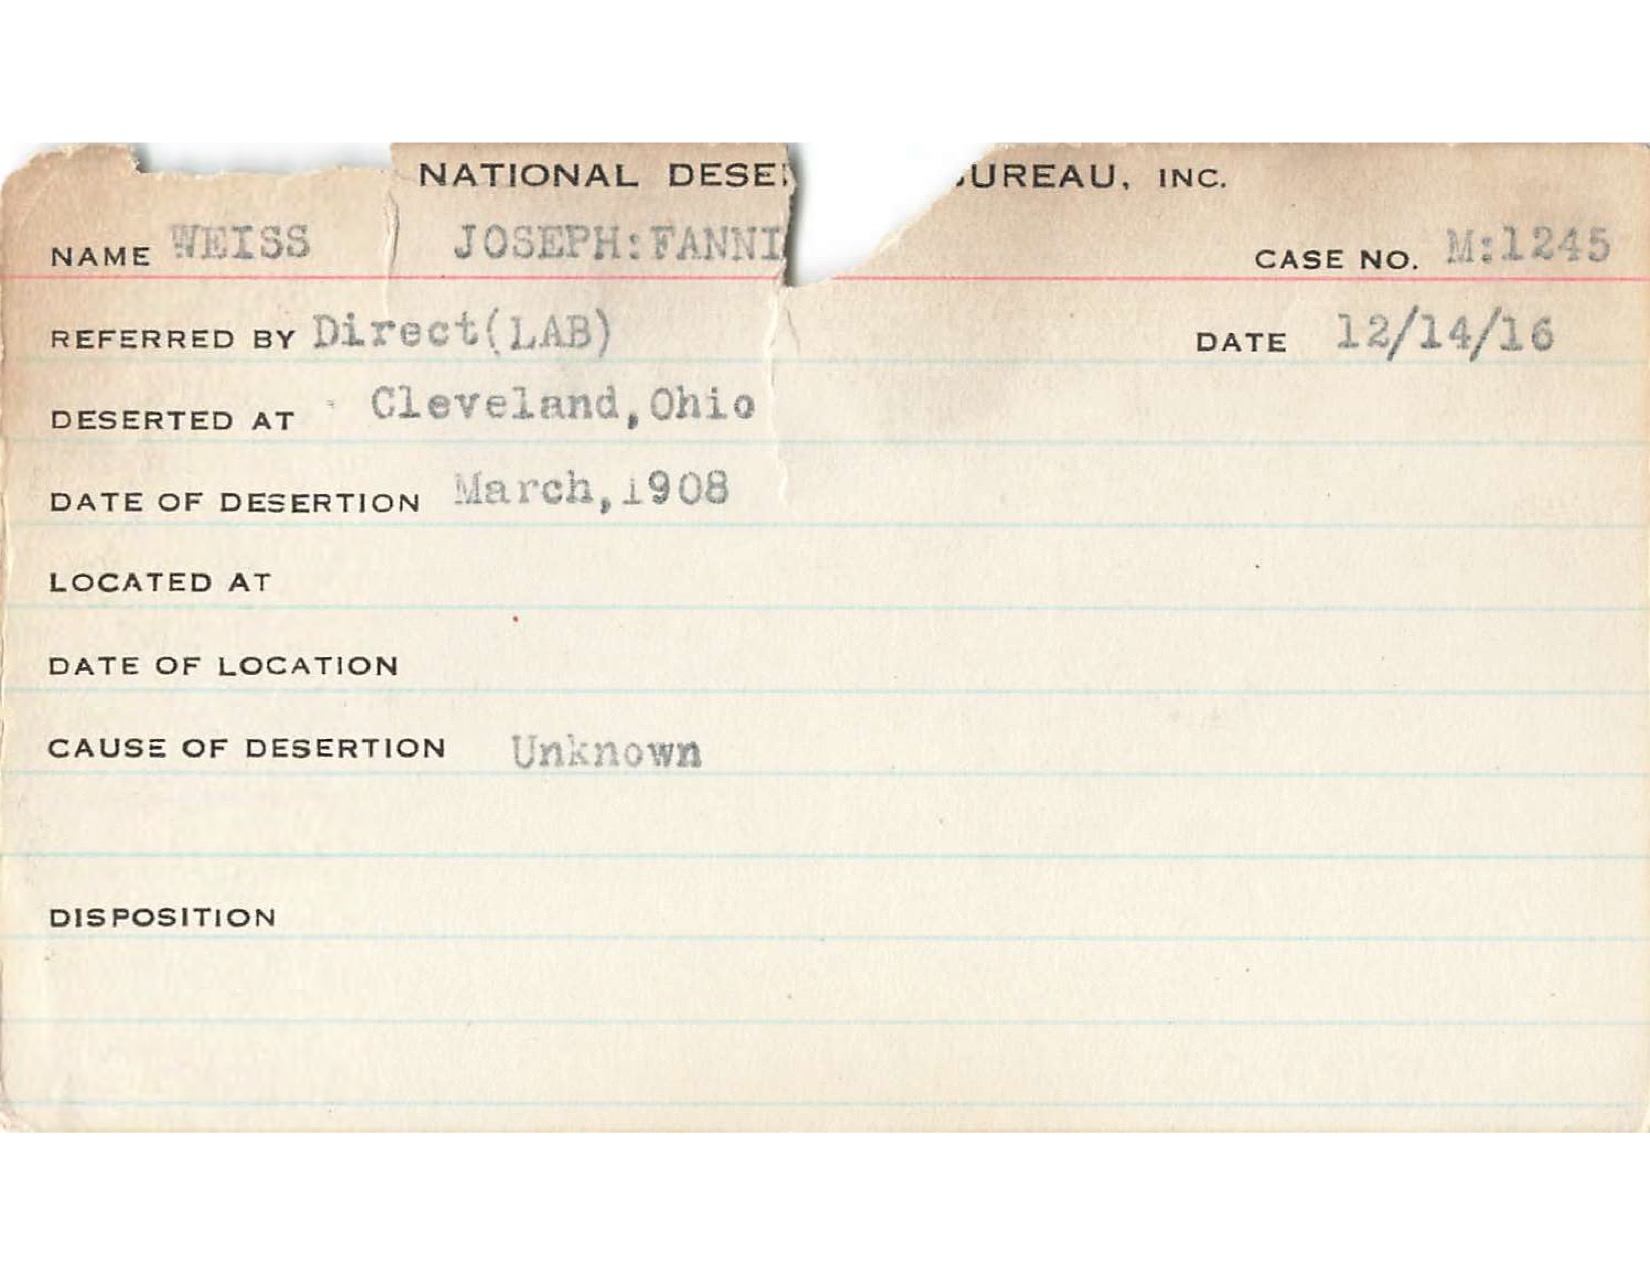 NATIONAL DESE UREAU, INC.
NAME WEISS JOSEPH:FANNI CASE NO. M:1245
REFERRED BY Direct(LAB) DATE 12/14/16
DESERTED AT Cleveland,Ohio
DATE OF DESERTION March,1908
LOCATED AT
DATE OF LOCATION
CAUSE OF DESERTION Unknown
DISPOSITION